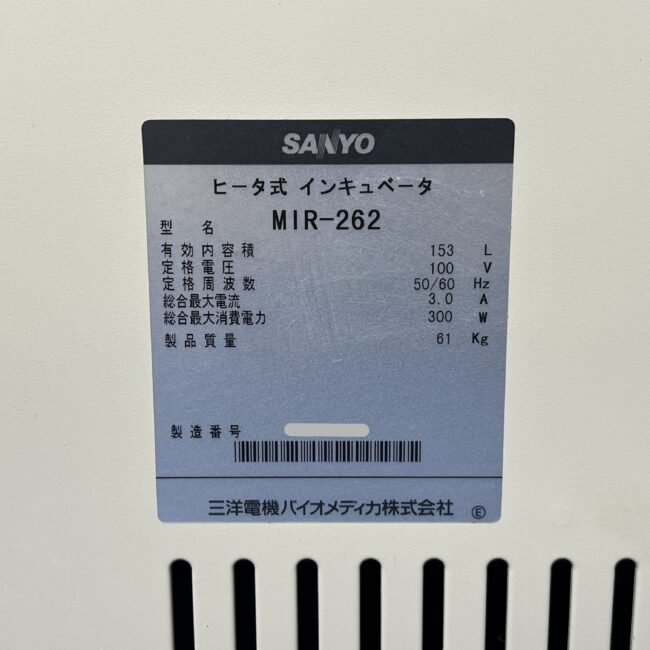 SANYO
ヒータ式 インキュベータ
型 名 MIR-262
有効内容積 153 L
定格電圧 100 V
定格周波数 50/60 Hz
総合最大電流 3.0 A
総合最大消費電力 300 W
製品質量 61 Kg
製造番号
三洋電機バイオメディカ株式会社 Ⓔ